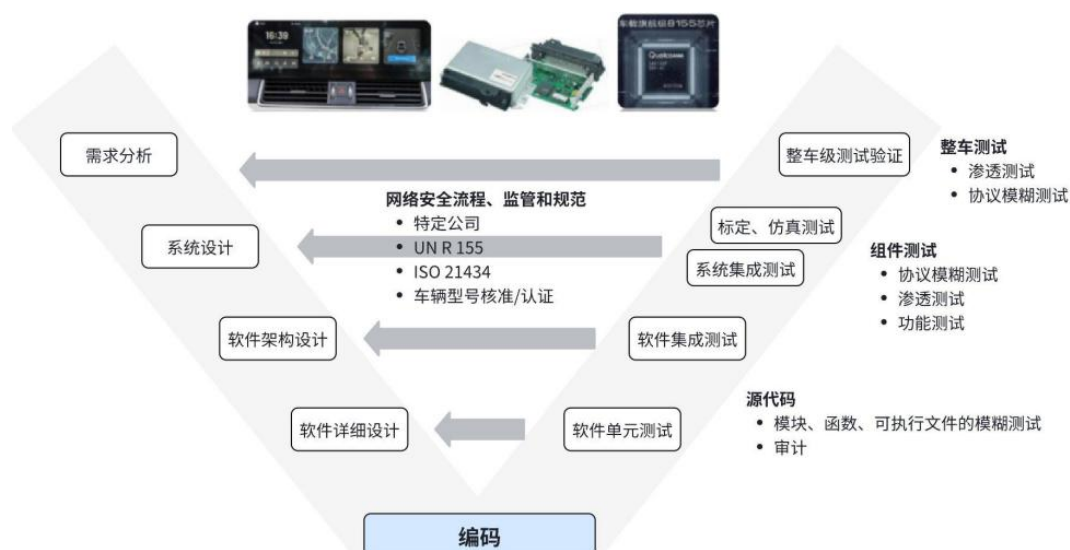 16:39
车载旗舰级8155芯片
Qualcomm
需求分析
整车级测试验证
整车测试
• 渗透测试
• 协议模糊测试
网络安全流程、监管和规范
• 特定公司
• UN R 155
• ISO 21434
• 车辆型号核准/认证
系统设计
标定、仿真测试
系统集成测试
组件测试
• 协议模糊测试
• 渗透测试
• 功能测试
软件架构设计
软件集成测试
源代码
• 模块、函数、可执行文件的模糊测试
• 审计
软件详细设计
软件单元测试
编码